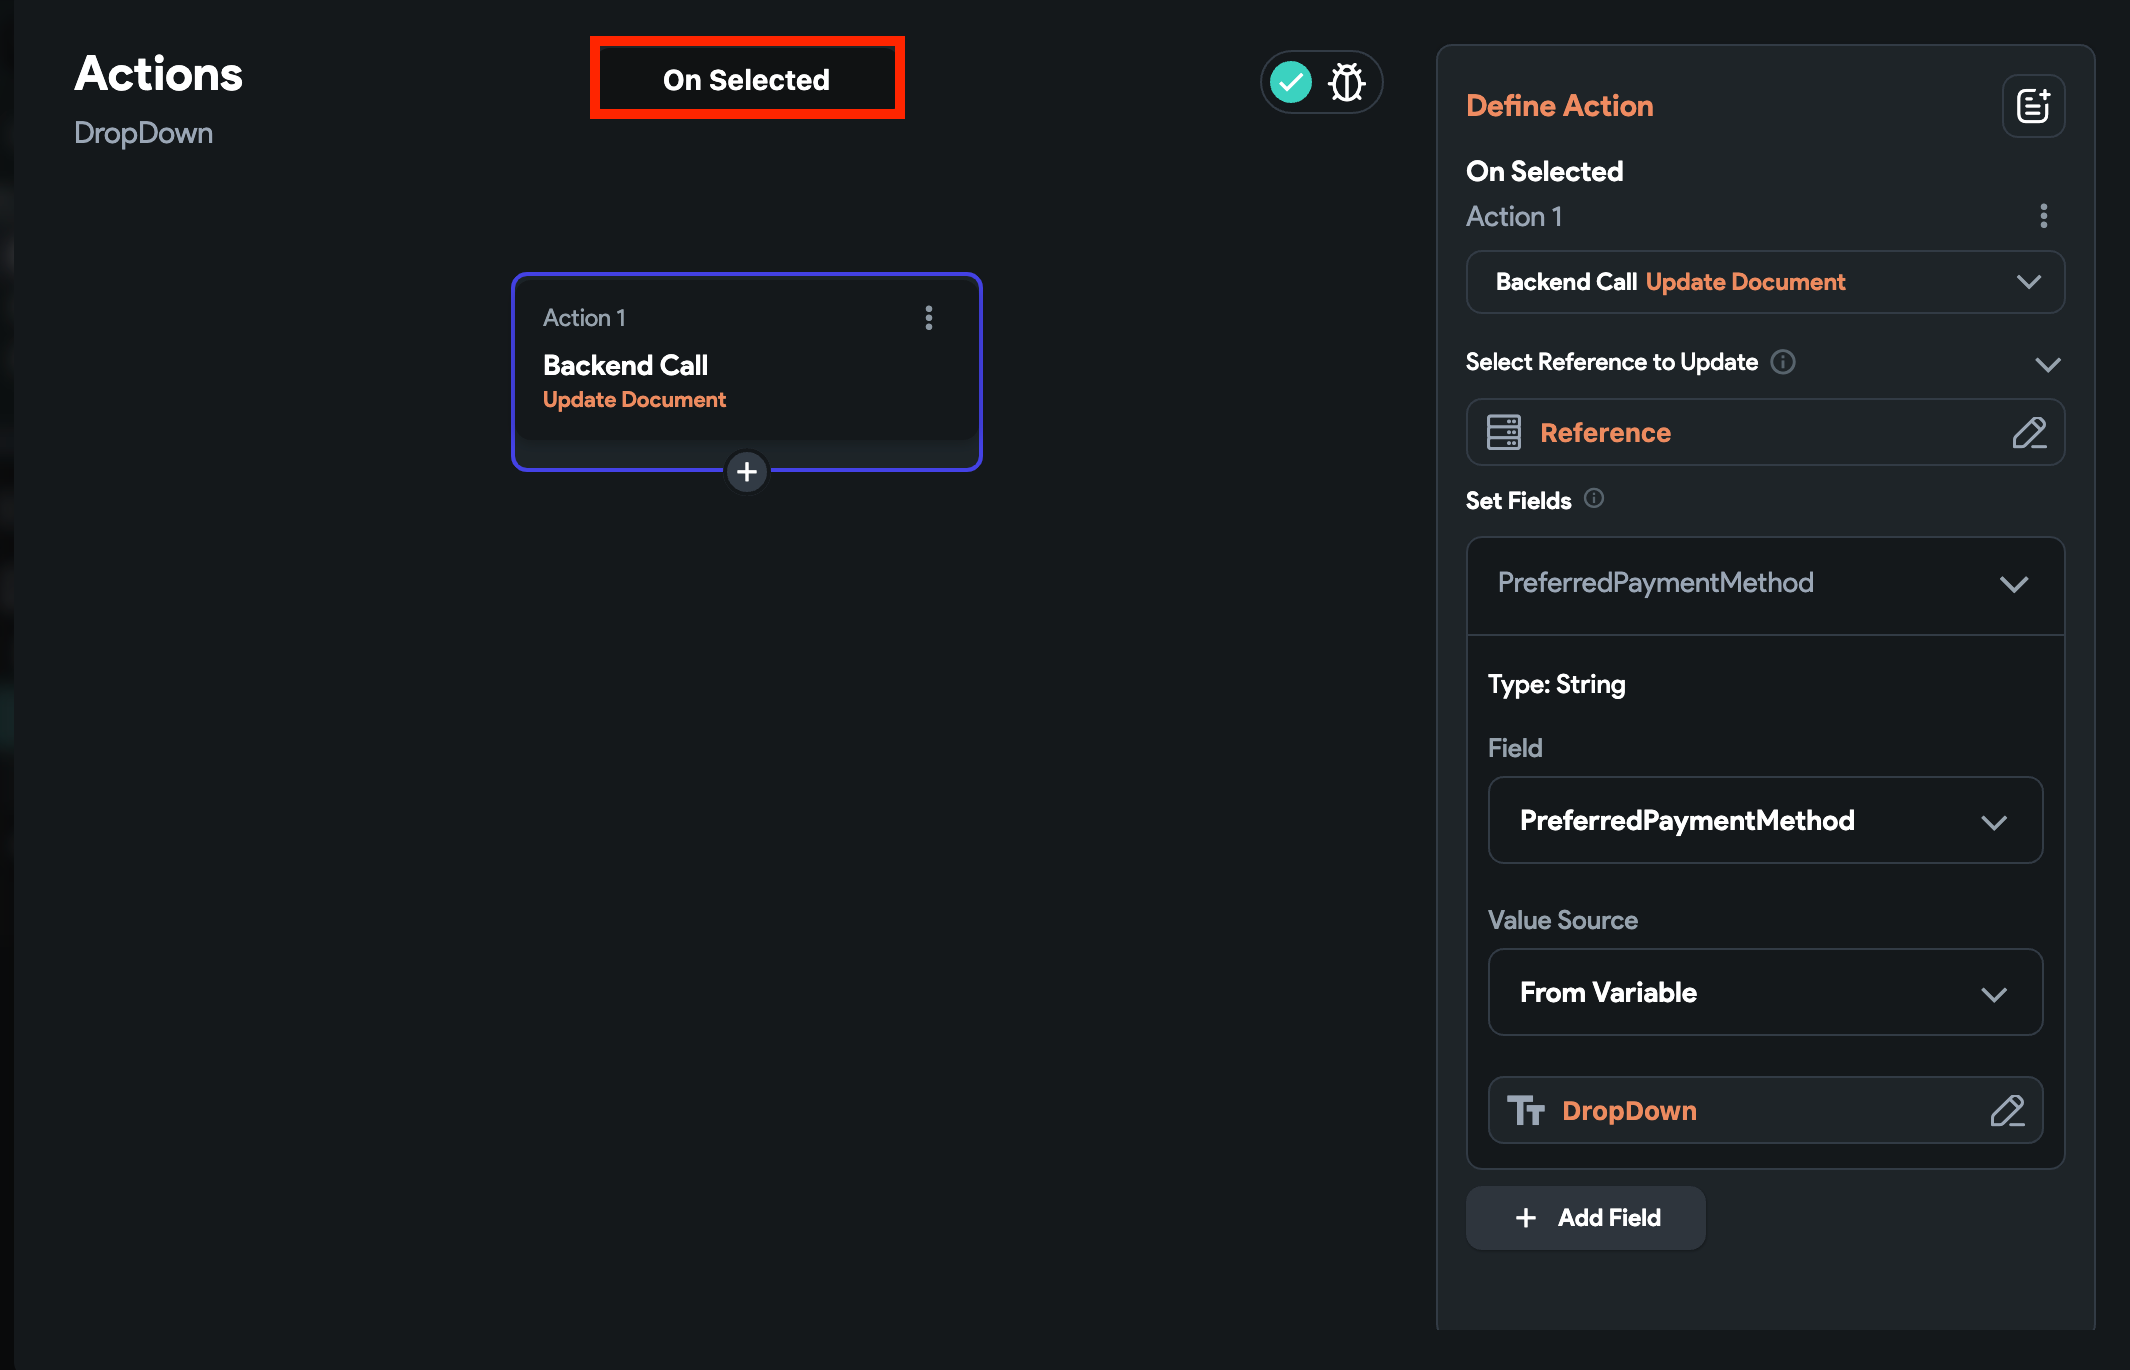 Actions
DropDown
On Selected
Action 1
Backend Call
Update Document
Define Action
On Selected
Action 1
Backend Call Update Document
Select Reference to Update
Reference
Set Fields
PreferredPaymentMethod
Type: String
Field
PreferredPaymentMethod
Value Source
From Variable
DropDown
+ Add Field